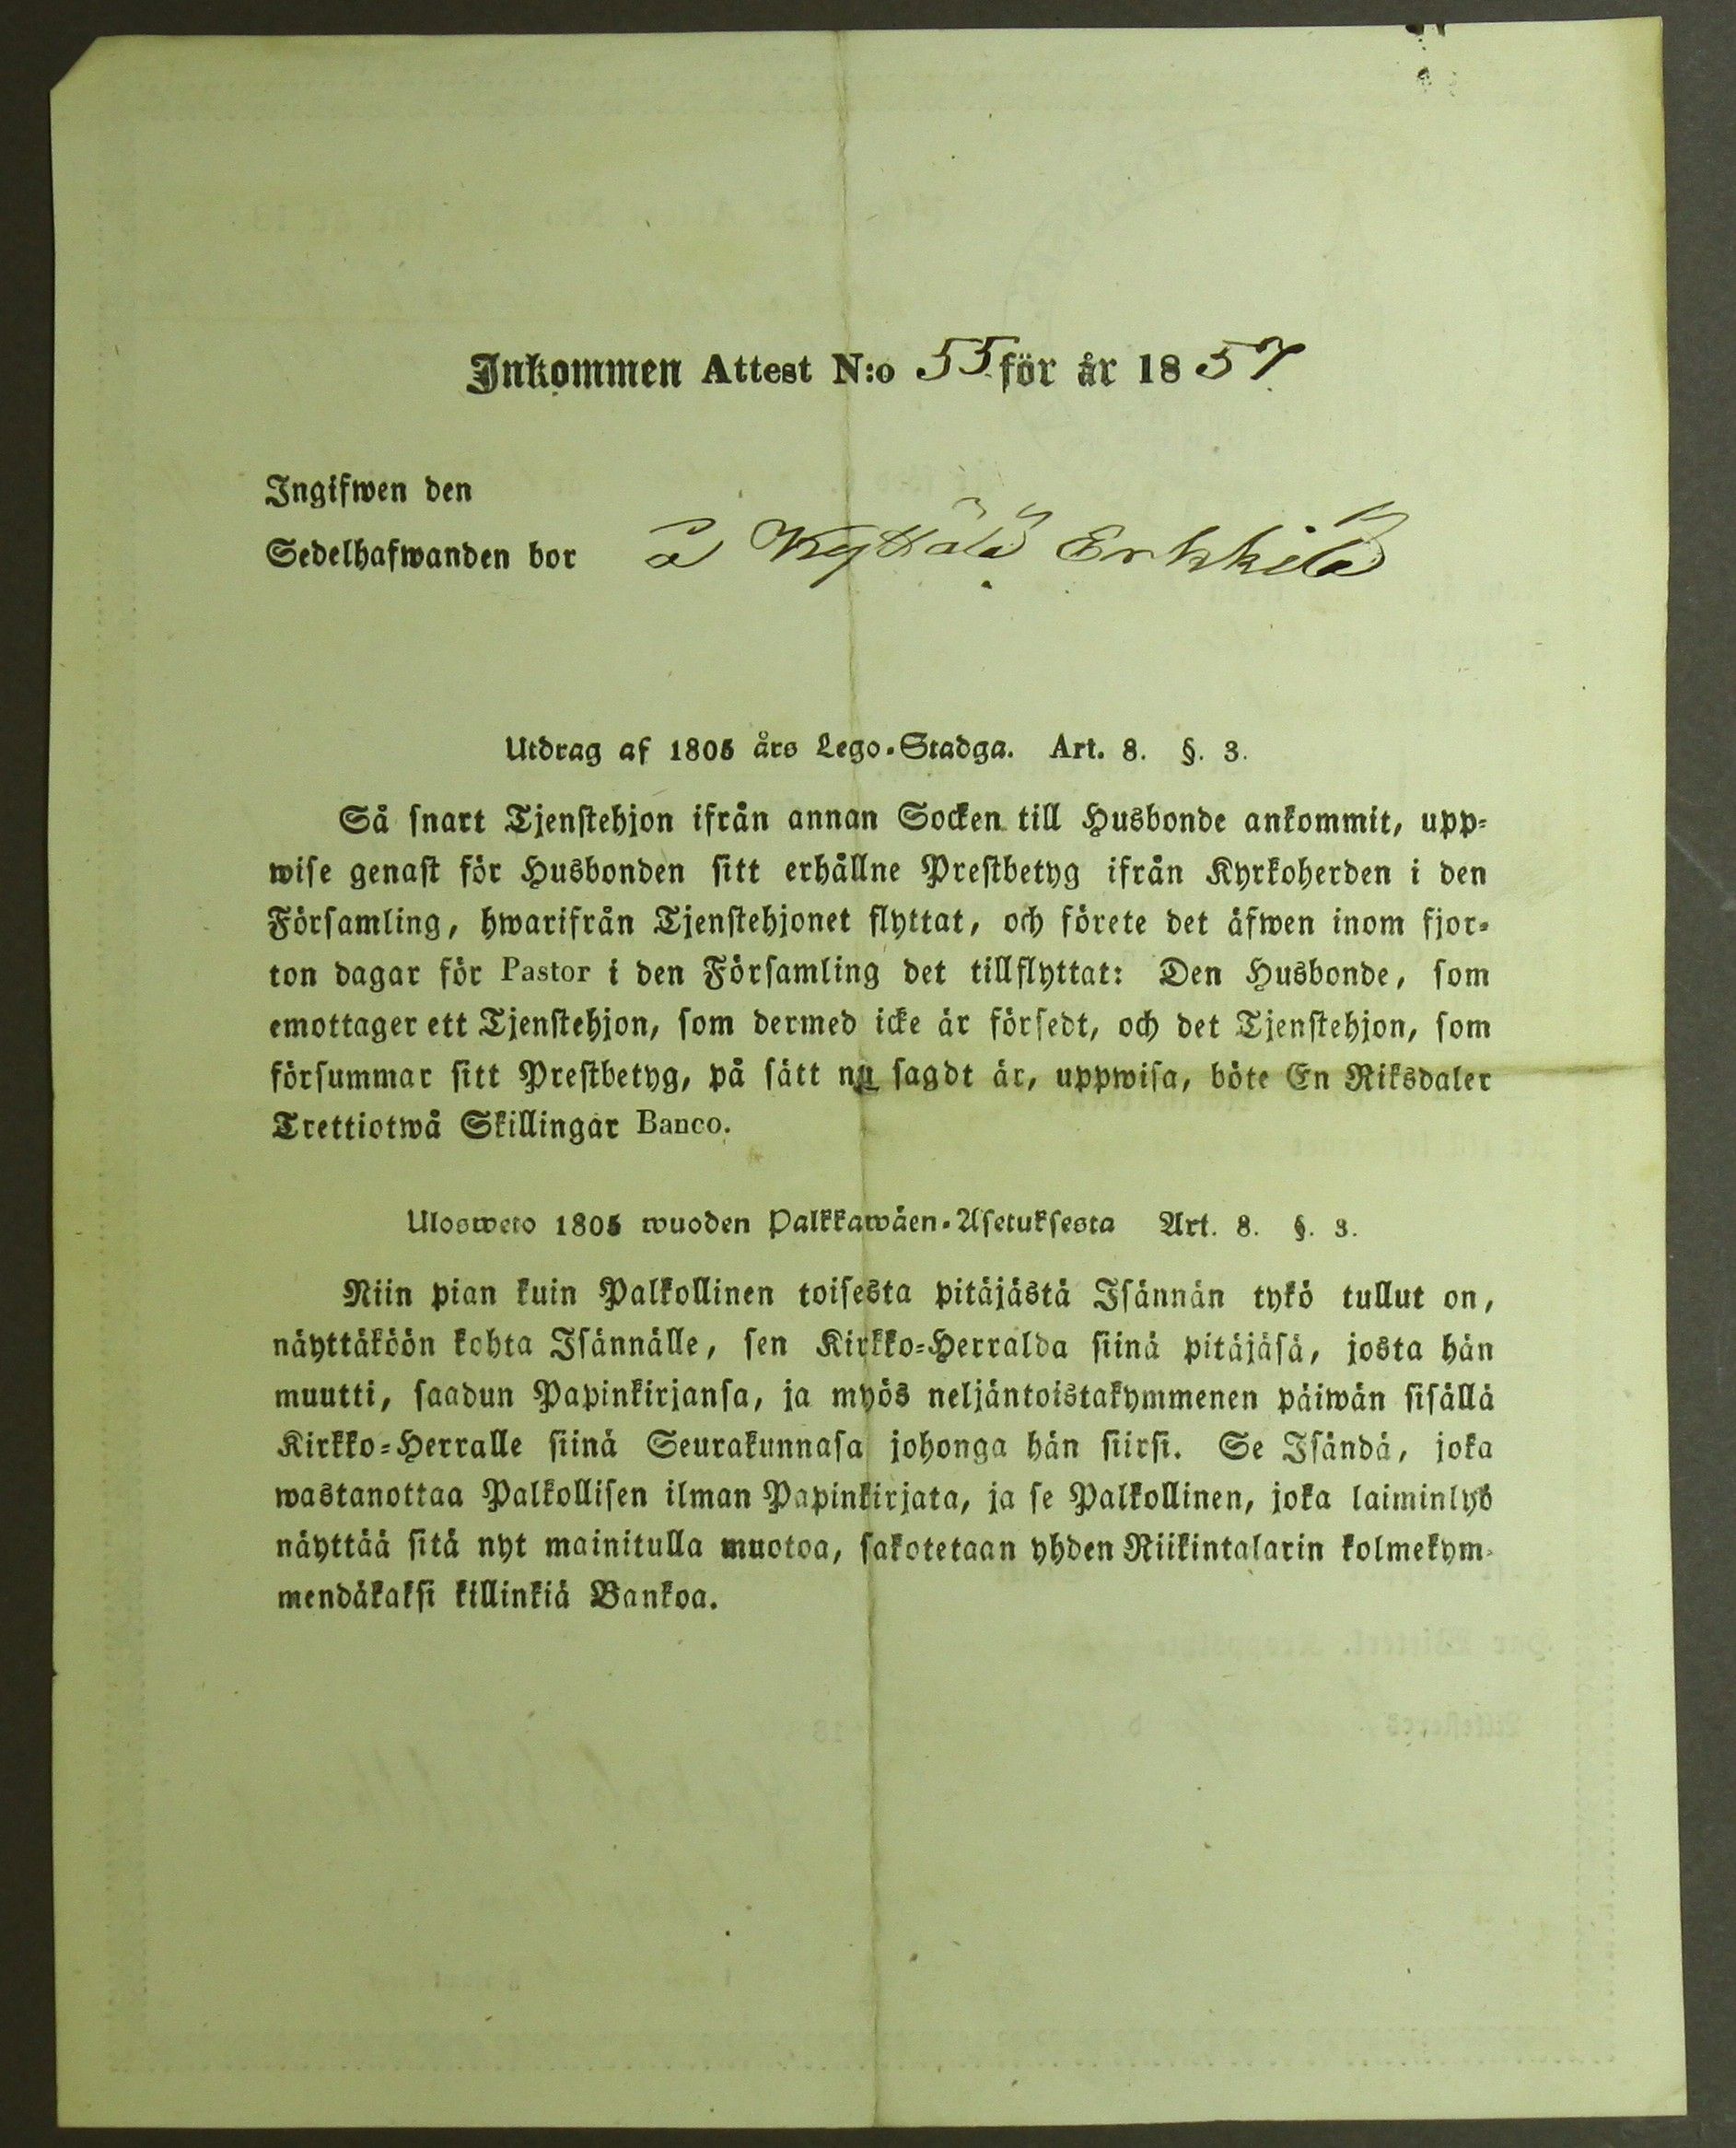 Inkommen Attest N:o 55 för år 1857
Ingifwen den
Sedelhafwanden bor å Kyttälä Erkkilä
Utdrag af 1805 års Lego-Stadga. Art. 8. §. 3.
Så snart Tjenstehjon ifrån annan Socken till Husbonde ankommit, upp-
wise genast för Husbonden sitt erhållne Prestbetyg ifrån Kyrkoherden i den
Församling, hwarifrån Tjenstehjonet flyttat, och förete det äfwen inom fjor-
ton dagar för Pastor i den Församling det tillflyttat: Den Husbonde, som
emottager ett Tjenstehjon, som dermed icke är försedt, och det Tjenstehjon, som
försummar sitt Prestbetyg, på sätt nu sagdt är, uppwisa, böte En Riksdaler
Trettiotwå Skillingar Banco.
Ulosweto 1805 wuoden Palkkawäen-Asetuksesta Art. 8. §. 3.
Niin pian kuin Palkollinen toisesta pitäjästä Isännän tykö tullut on,
näyttäköön kohta Isännälle, sen Kirkko-Herralda siinä pitäjäsä, josta hän
muutti, saadun Papinkirjansa, ja myös neljäntoistakymmenen päiwän sisällä
Kirkko-Herralle siinä Seurakunnasa johonga hän siirsi. Se Isändä, joka
wastanottaa Palkollisen ilman Papinkirjata, ja se Palkollinen, joka laiminlyö
näyttää sitä nyt mainitulla muotoa, sakotetaan yhden Riikintalarin kolmekym-
mendäkaksi killinkiä Bankoa.